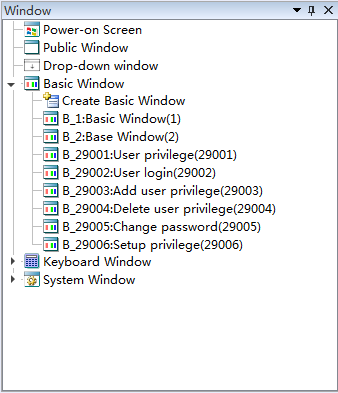 Window
Power-on Screen
Public Window
Drop-down window
Basic Window
Create Basic Window
B_1:Basic Window(1)
B_2:Base Window(2)
B_29001:User privilege(29001)
B_29002:User login(29002)
B_29003:Add user privilege(29003)
B_29004:Delete user privilege(29004)
B_29005:Change password(29005)
B_29006:Setup privilege(29006)
Keyboard Window
System Window